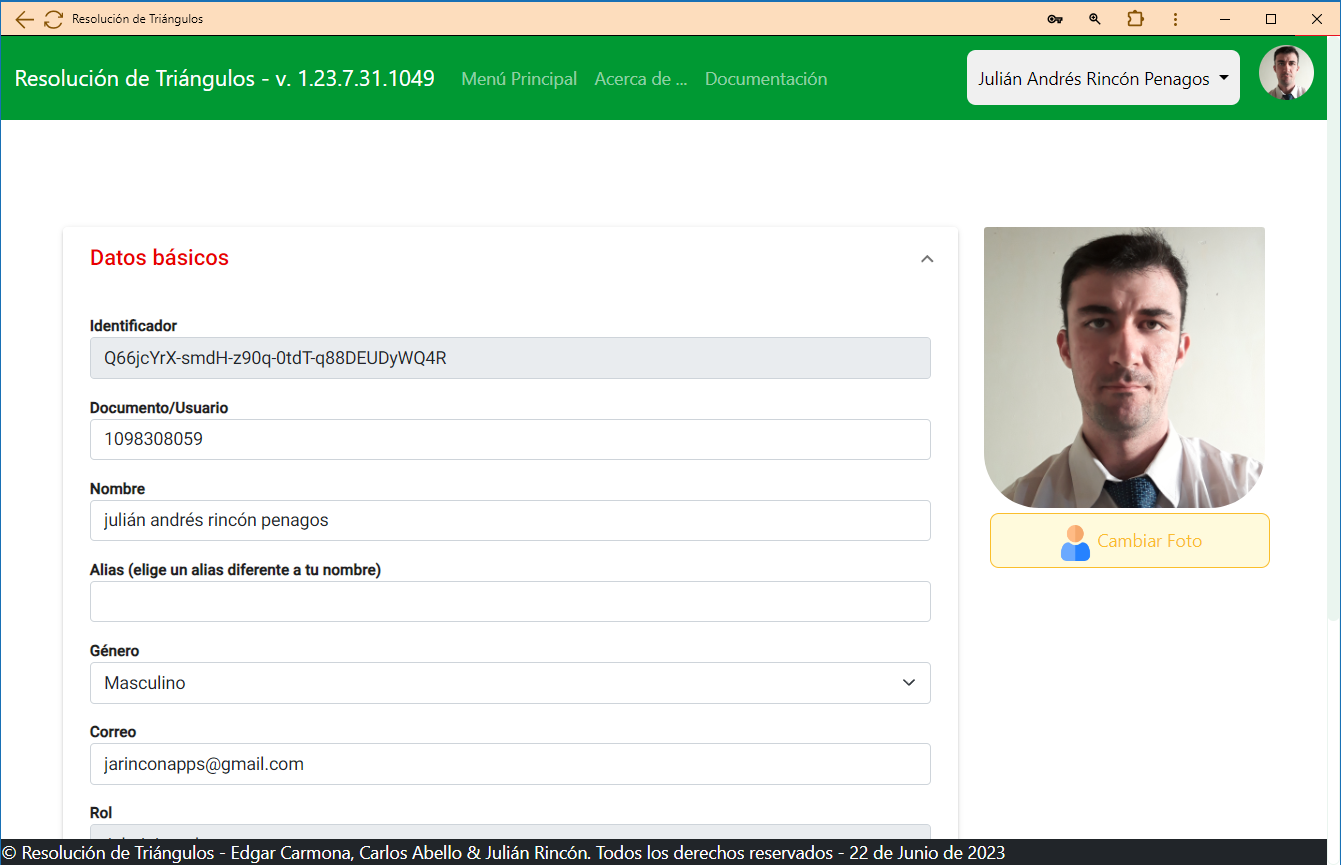 Resolución de Triángulos
Resolución de Triángulos - v. 1.23.7.31.1049 Menú Principal Acerca de ... Documentación Julián Andrés Rincón Penagos
Datos básicos
Identificador
Q66jcYrX-smdH-z90q-0tdT-q88DEUDyWQ4R
Documento/Usuario
1098308059
Nombre
julián andrés rincón penagos
Alias (elige un alias diferente a tu nombre)
Género
Masculino
Correo
jarinconapps@gmail.com
Rol
Cambiar Foto
© Resolución de Triángulos - Edgar Carmona, Carlos Abello & Julián Rincón. Todos los derechos reservados - 22 de Junio de 2023